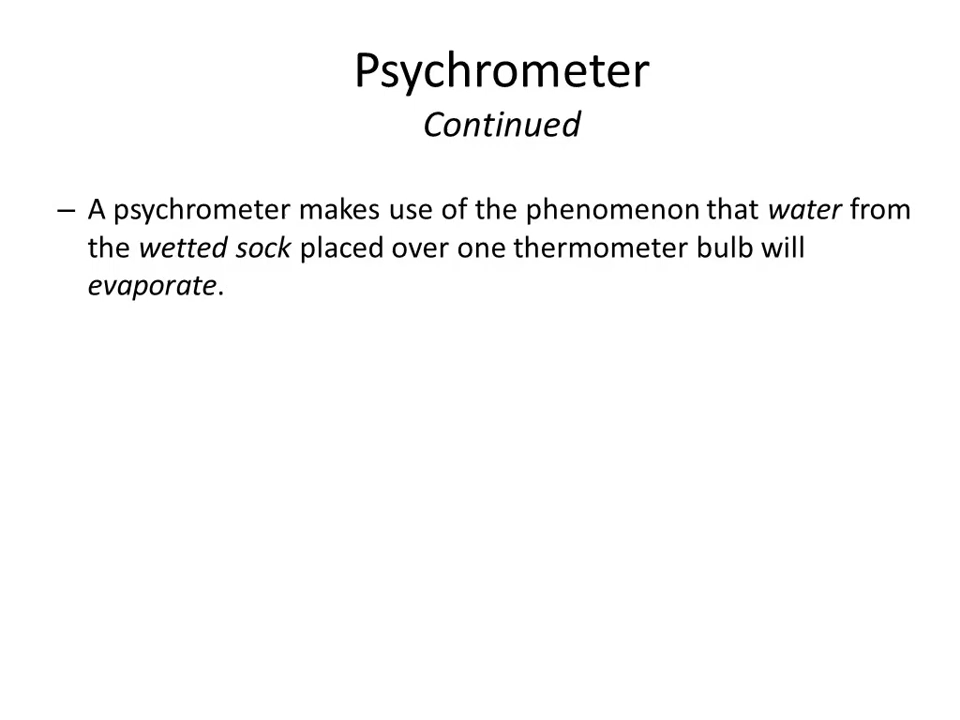 Psychrometer
Continued
– A psychrometer makes use of the phenomenon that water from
the wetted sock placed over one thermometer bulb will
evaporate.